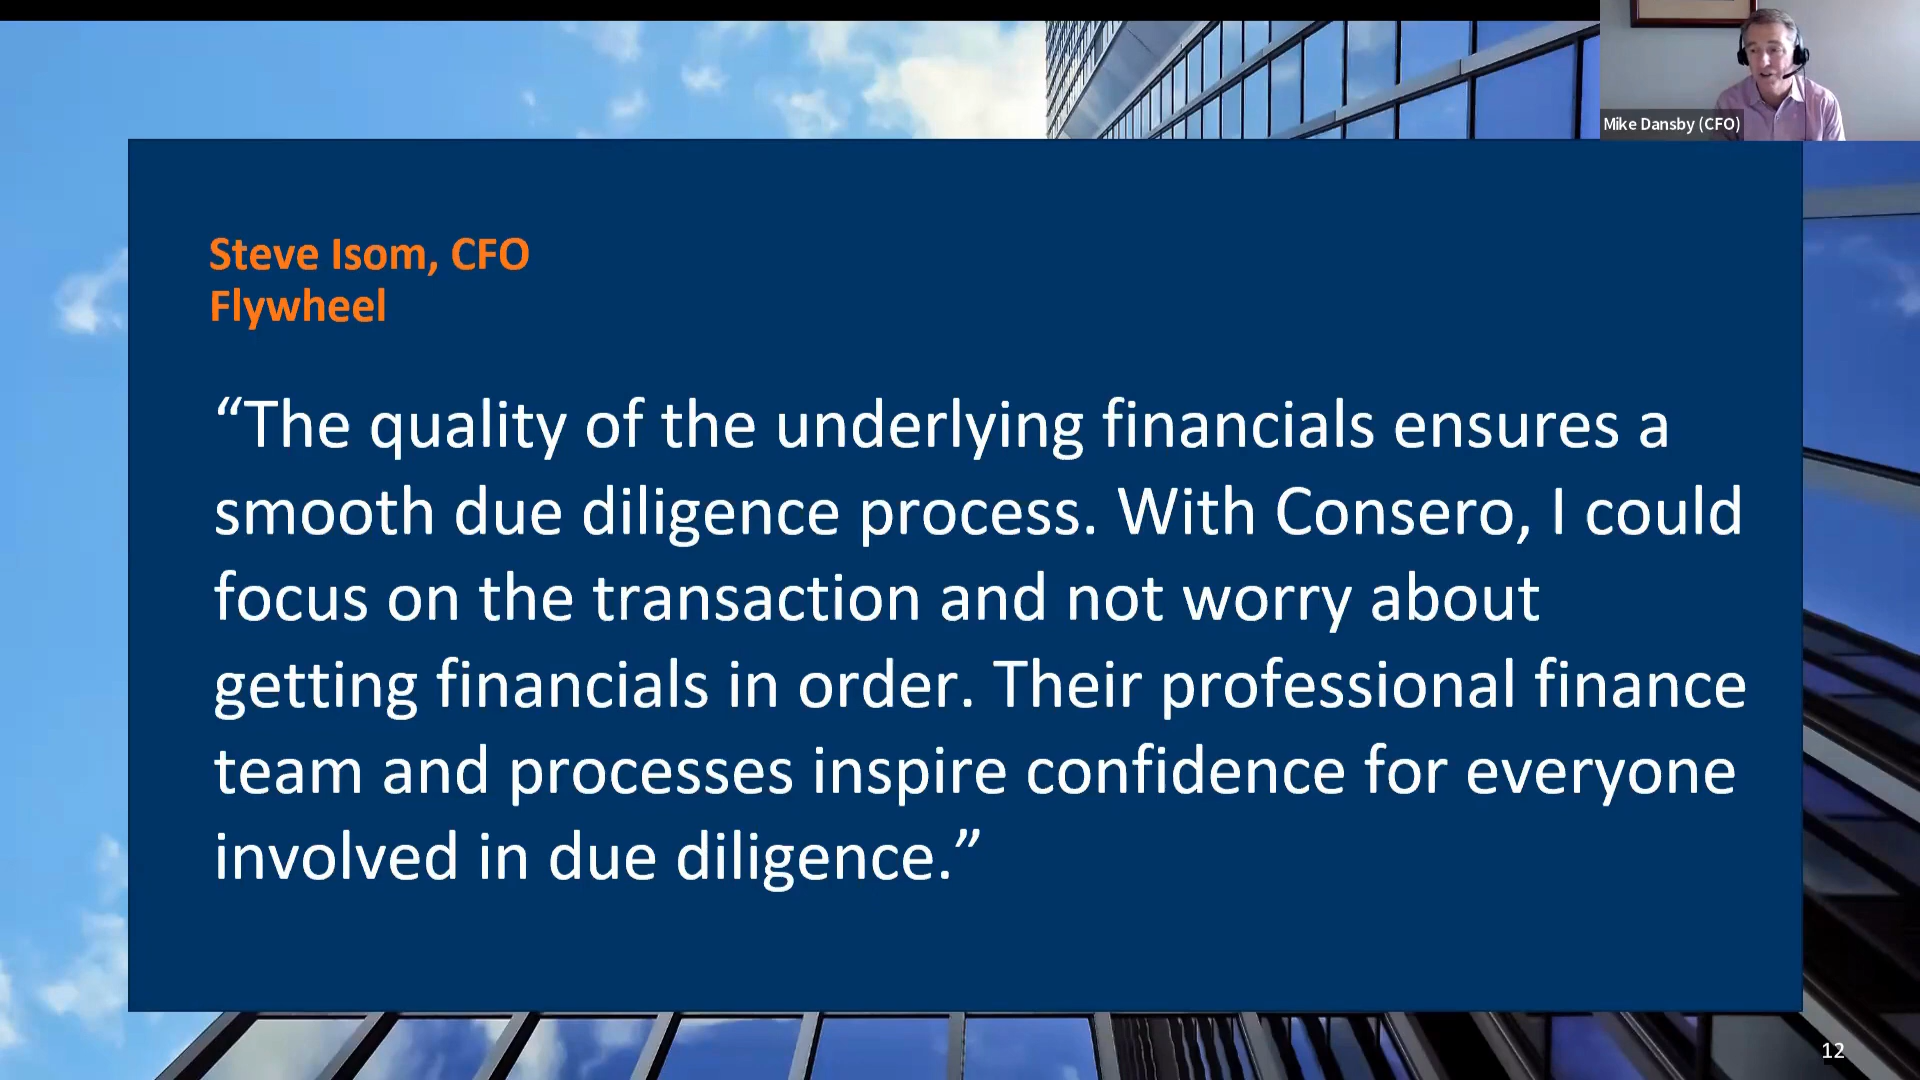 Mike Dansby (CFO)
Steve Isom, CFO
Flywheel
“The quality of the underlying financials ensures a
smooth due diligence process. With Consero, I could
focus on the transaction and not worry about
getting financials in order. Their professional finance
team and processes inspire confidence for everyone
involved in due diligence.”
12